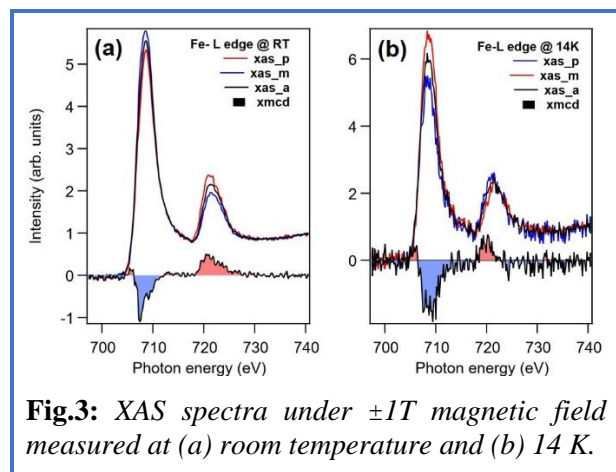 (a)
Fe- L edge @ RT
xas_p
xas_m
xas_a
xmcd
5
4
3
2
1
0
-1
700
710
720
730
740
Photon energy (eV)
Intensity (arb. units)
(b)
Fe-L edge @ 14K
xas_p
xas_m
xas_a
xmcd
6
4
2
0
700
710
720
730
740
Photon energy (eV)
Fig.3: XAS spectra under ±1T magnetic field
measured at (a) room temperature and (b) 14 K.